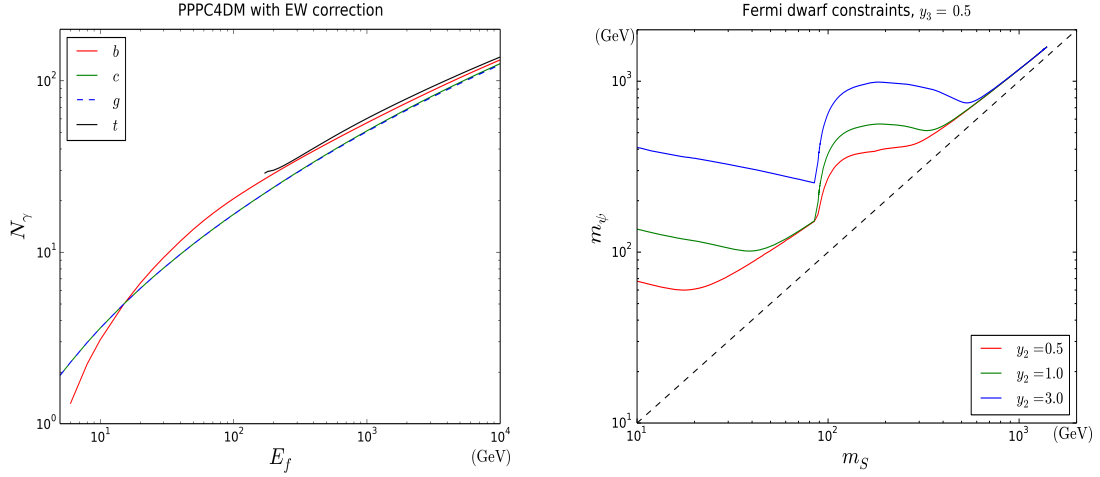 PPPC4DM with EW correction
b
c
g
t
10^2
10^1
10^0
N_γ
10^1
10^2
10^3
10^4
E_f
(GeV)
Fermi dwarf constraints, y_3 = 0.5
(GeV)
10^3
10^2
10^1
m_ψ
y_2 =0.5
y_2 =1.0
y_2 =3.0
10^1
10^2
10^3
(GeV)
m_S